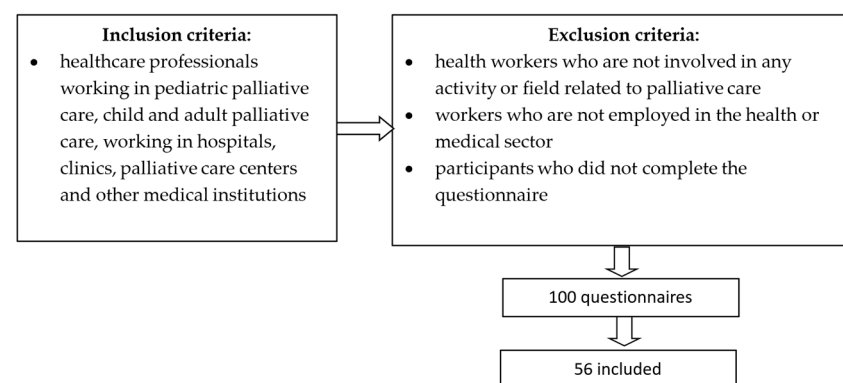 Inclusion criteria:
• healthcare professionals
working in pediatric palliative
care, child and adult palliative
care, working in hospitals,
clinics, palliative care centers
and other medical institutions
Exclusion criteria:
• health workers who are not involved in any
activity or field related to palliative care
• workers who are not employed in the health or
medical sector
• participants who did not complete the
questionnaire
100 questionnaires
56 included